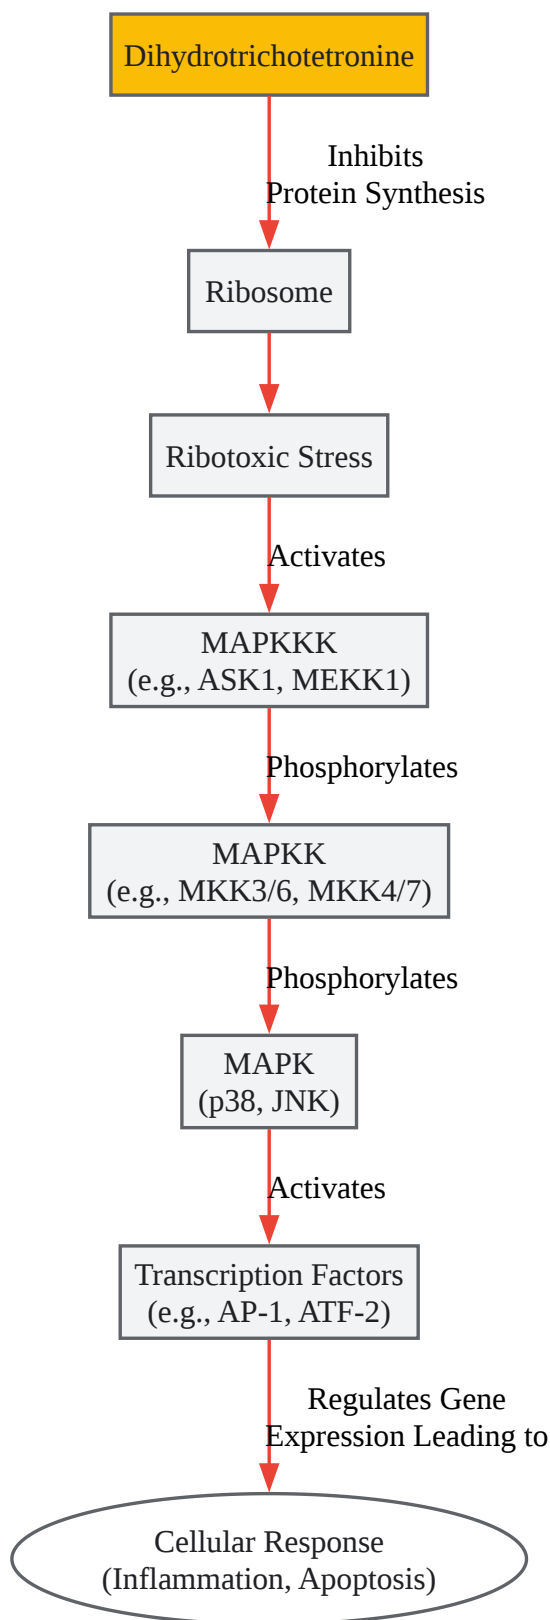 Dihydrotrichotetronine
Inhibits
Protein Synthesis
Ribosome
Ribotoxic Stress
Activates
MAPKKK
(e.g., ASK1, MEKK1)
Phosphorylates
MAPKK
(e.g., MKK3/6, MKK4/7)
Phosphorylates
MAPK
(p38, JNK)
Activates
Transcription Factors
(e.g., AP-1, ATF-2)
Regulates Gene
Expression Leading to
Cellular Response
(Inflammation, Apoptosis)